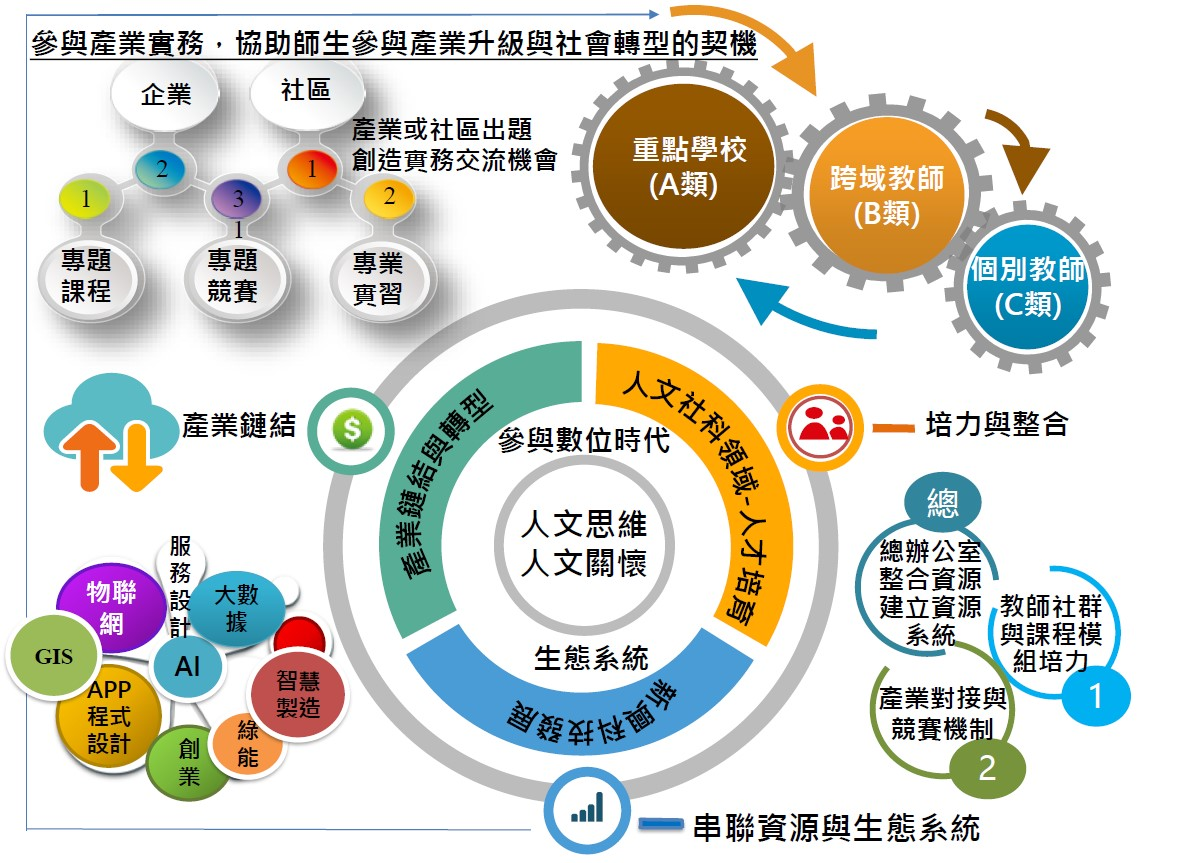 參與產業實務，協助師生參與產業升級與社會轉型的契機
企業
社區
產業或社區出題
創造實務交流機會
1
2
3
1
2
1
專題
課程
專題
競賽
專業
實習
重點學校
(A類)
跨域教師
(B類)
個別教師
(C類)
產業鏈結
$
培力與整合
產業鏈結與轉型
人文社科領域-人才培育
新興科技發展
參與數位時代
人文思維
人文關懷
生態系統
服
務
設
計
物聯
網
大數
據
GIS
AI
APP
程式
設計
智慧
製造
綠
能
創
業
總
總辦公室
整合資源
建立資源
系統
教師社群
與課程模
組培力
1
產業對接與
競賽機制
2
串聯資源與生態系統